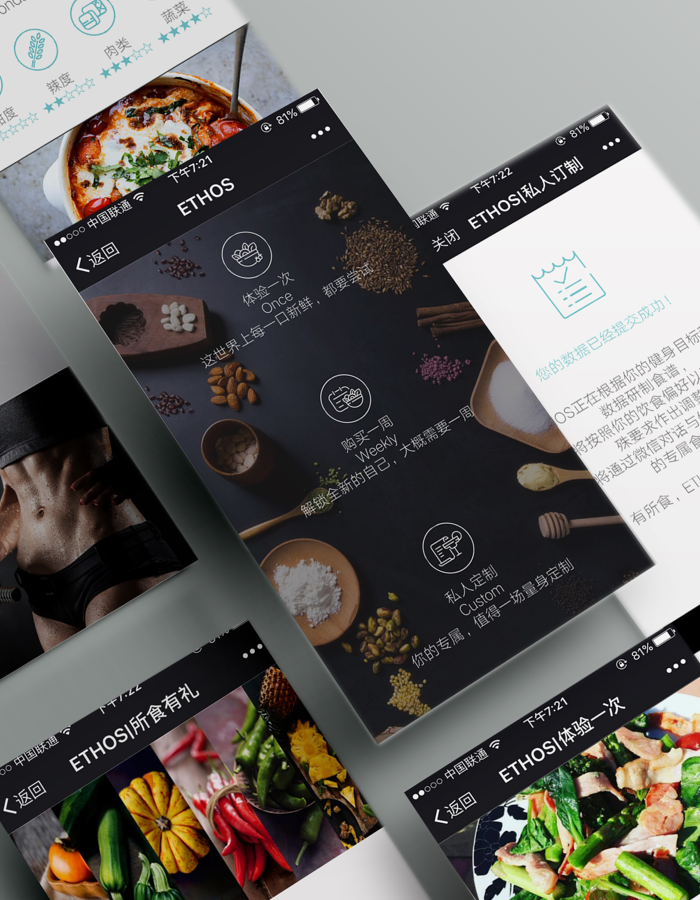 蔬菜
★★★★☆
肉类
★★★☆☆
辣度
★★☆☆☆
中国联通
下午7:21
81%
返回
ETHOS
体验一次
Once
这世界上每一口新鲜，都要尝试
购买一周
Weekly
解锁全新的自己，大概需要一周
私人定制
Custom
你的专属，值得一场量身定制
联通
下午7:22
81%
关闭
ETHOS|私人订制
您的数据已经提交成功！
OS正在根据你的健身目标
数据研制食谱，
将按照你的饮食偏好以
殊要求作出调整
将通过微信对话与
的专属
有所食，ET
中国联通
下午7:22
返回
ETHOS|所食有礼
中国联通
下午7:21
81%
返回
ETHOS|体验一次